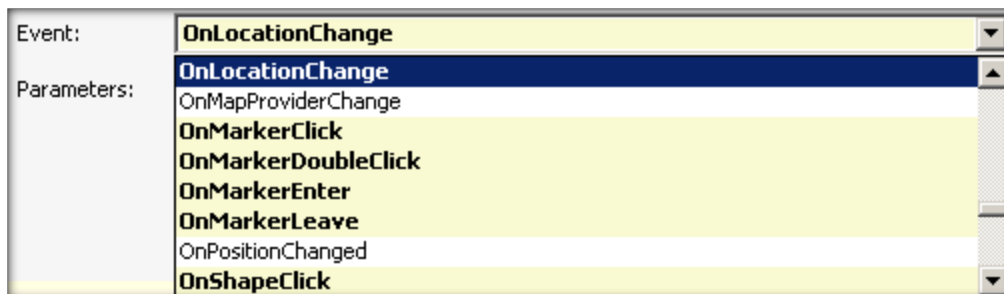 Event: OnLocationChange
Parameters:
OnLocationChange
OnMapProviderChange
OnMarkerClick
OnMarkerDoubleClick
OnMarkerEnter
OnMarkerLeave
OnPositionChanged
OnShapeClick